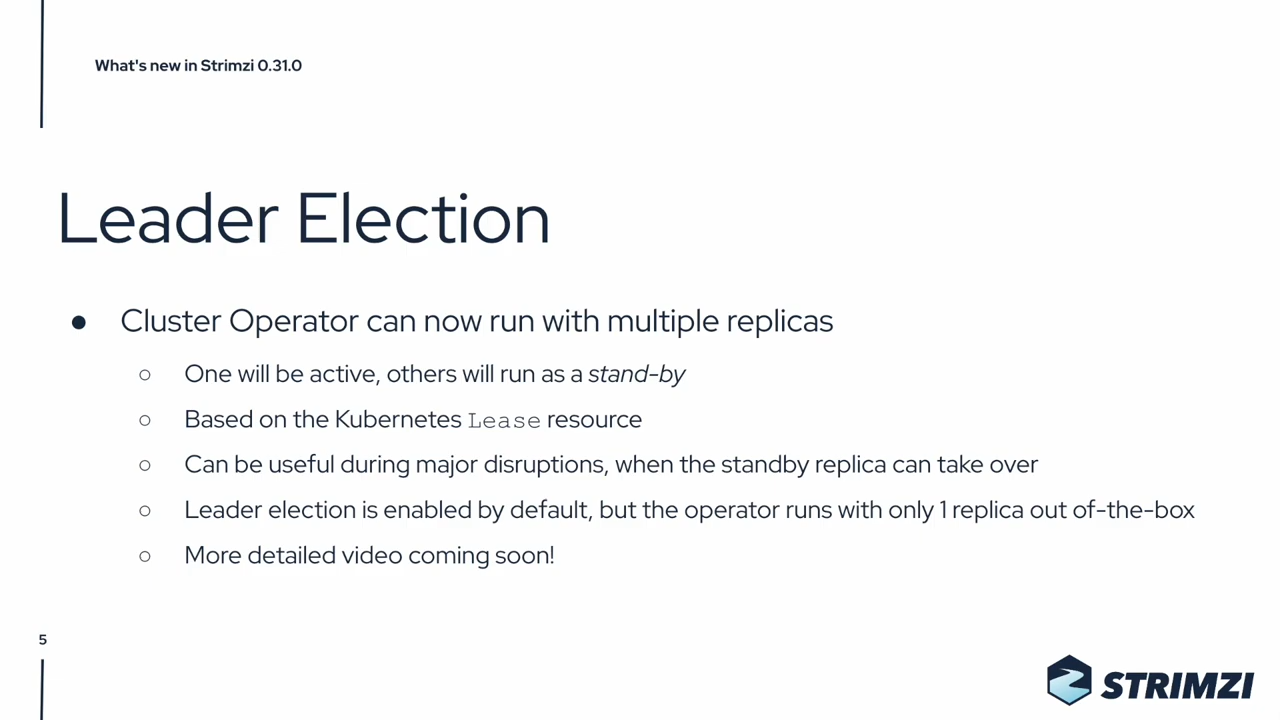 What's new in Strimzi 0.31.0
Leader Election
● Cluster Operator can now run with multiple replicas
○ One will be active, others will run as a stand-by
○ Based on the Kubernetes Lease resource
○ Can be useful during major disruptions, when the standby replica can take over
○ Leader election is enabled by default, but the operator runs with only 1 replica out of-the-box
○ More detailed video coming soon!
5
STRIMZI